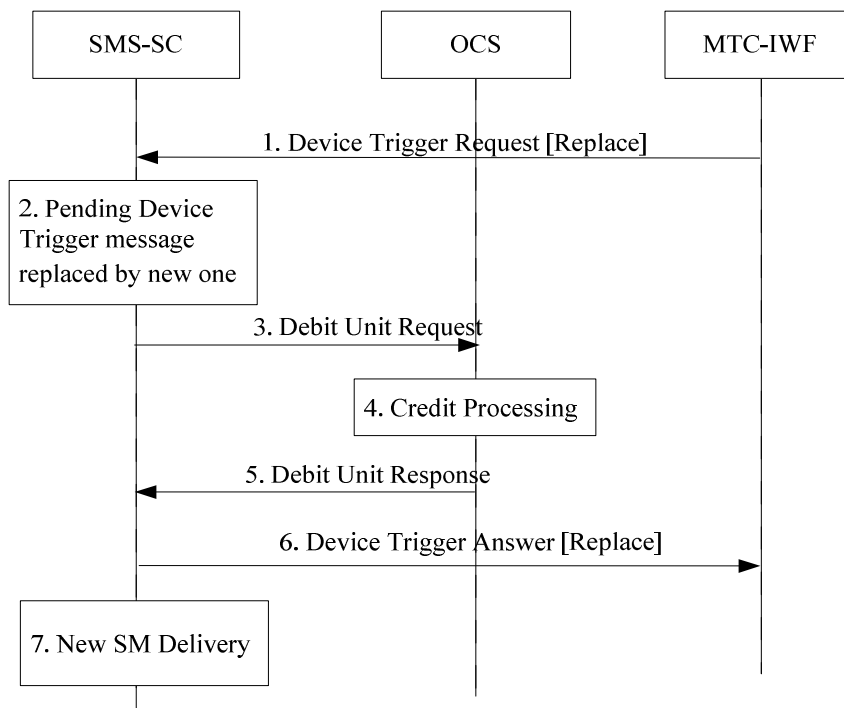 SMS-SC
OCS
MTC-IWF
1. Device Trigger Request [Replace]
2. Pending Device
Trigger message
replaced by new one
3. Debit Unit Request
4. Credit Processing
5. Debit Unit Response
6. Device Trigger Answer [Replace]
7. New SM Delivery